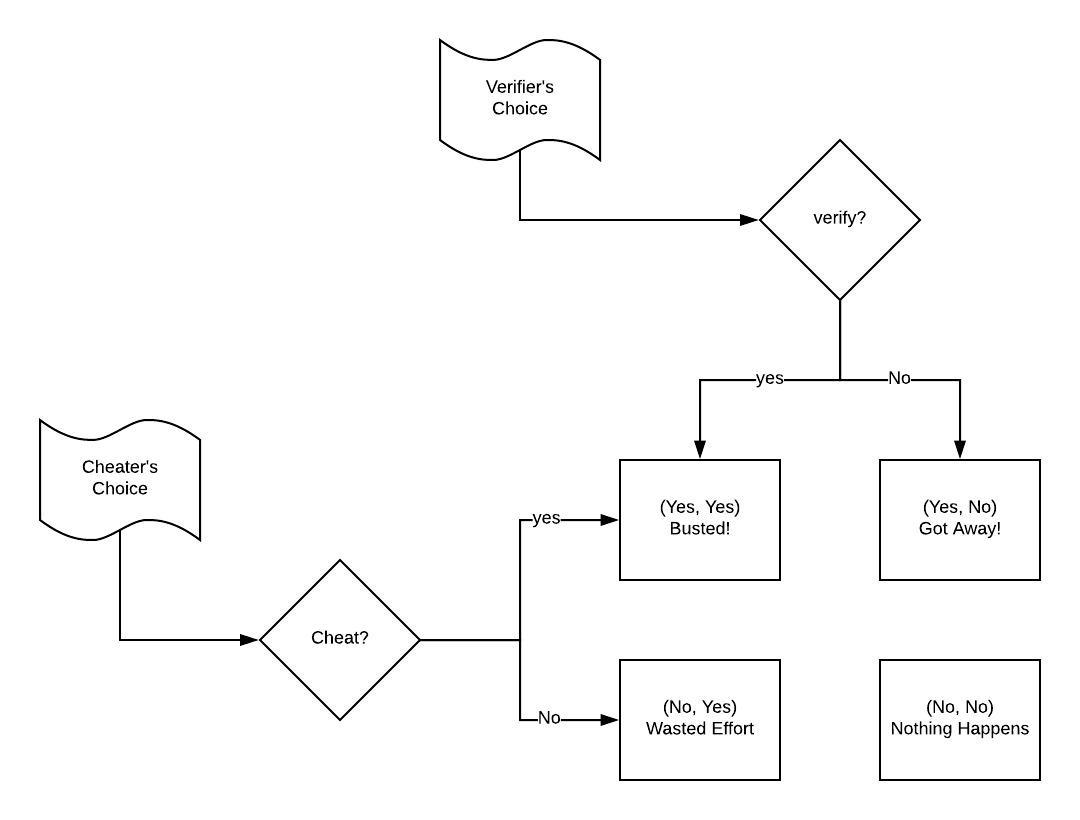 Verifier's
Choice
verify?
yes
No
Cheater's
Choice
(Yes, Yes)
Busted!
(Yes, No)
Got Away!
yes
Cheat?
No
(No, Yes)
Wasted Effort
(No, No)
Nothing Happens